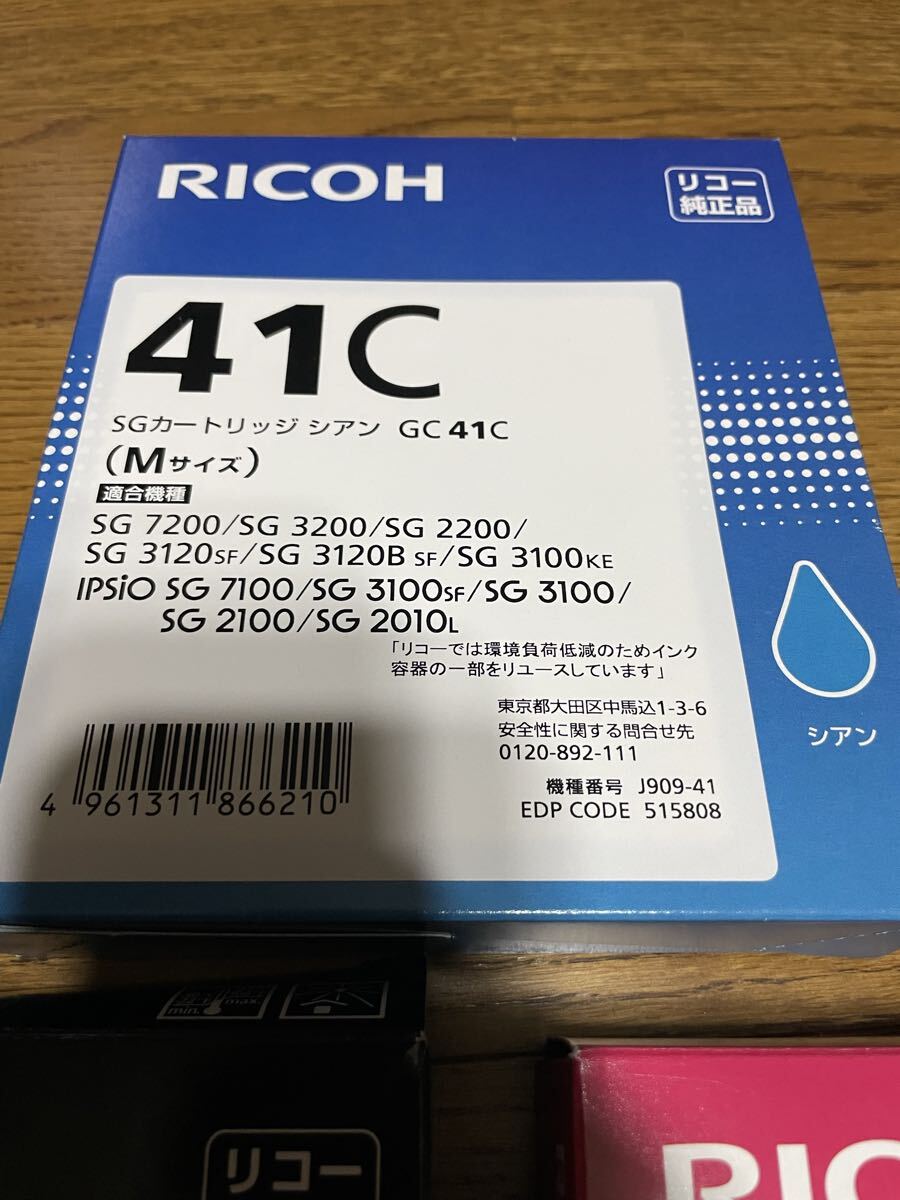 RICOH
リコー
純正品
41C
SGカートリッジ シアン GC 41C
(Mサイズ)
適合機種
SG 7200/SG 3200/SG 2200/
SG 3120SF/SG 3120B SF/SG 3100KE
IPSiO SG 7100/SG 3100SF/SG 3100/
SG 2100/SG 2010L
「リコーでは環境負荷低減のためインク
容器の一部をリユースしています」
東京都大田区中馬込1-3-6
安全性に関する問合せ先
0120-892-111
機種番号 J909-41
EDP CODE 515808
シアン
4 961311 866210
min. max.
リコー
RIC